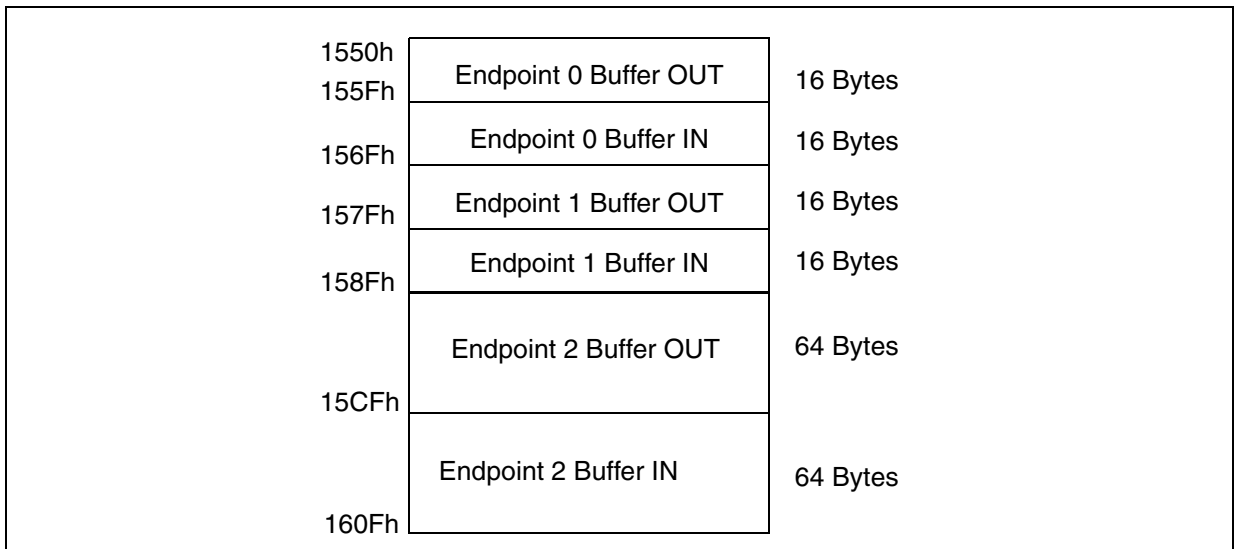 1550h
Endpoint 0 Buffer OUT
16 Bytes
155Fh
Endpoint 0 Buffer IN
16 Bytes
156Fh
Endpoint 1 Buffer OUT
16 Bytes
157Fh
Endpoint 1 Buffer IN
16 Bytes
158Fh
Endpoint 2 Buffer OUT
64 Bytes
15CFh
Endpoint 2 Buffer IN
64 Bytes
160Fh